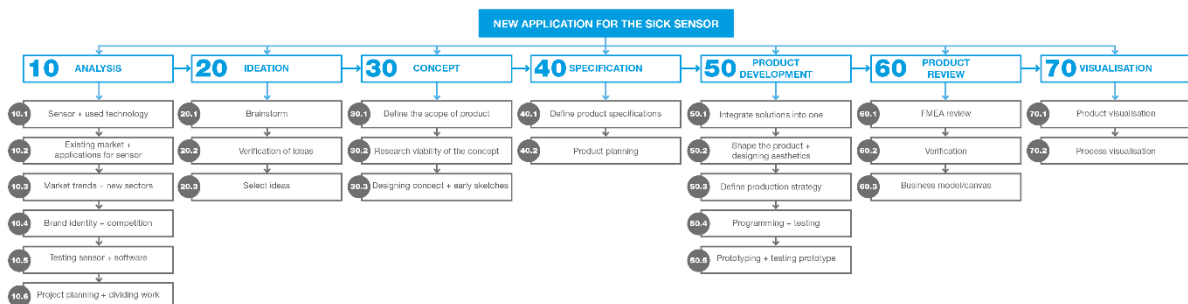 NEW APPLICATION FOR THE SICK SENSOR
10 ANALYSIS
10.1 Sensor + used technology
10.2 Existing market +
applications for sensor
10.3 Market trends + new sectors
10.4 Brand identity + competition
10.5 Testing sensor + software
10.6 Project planning + dividing work
20 IDEATION
20.1 Brainstorm
20.2 Verification of ideas
20.3 Select ideas
30 CONCEPT
30.1 Define the scope of product
30.2 Research viability of the concept
30.3 Designing concept + early sketches
40 SPECIFICATION
40.1 Define product specifications
40.2 Product planning
50 PRODUCT
DEVELOPMENT
50.1 Integrate solutions into one
50.2 Shape the product +
designing aesthetics
50.3 Define production strategy
50.4 Programming + testing
50.5 Prototyping + testing prototype
60 PRODUCT
REVIEW
60.1 FMEA review
60.2 Verification
60.3 Business model/canvas
70 VISUALISATION
70.1 Product visualisation
70.2 Process visualisation